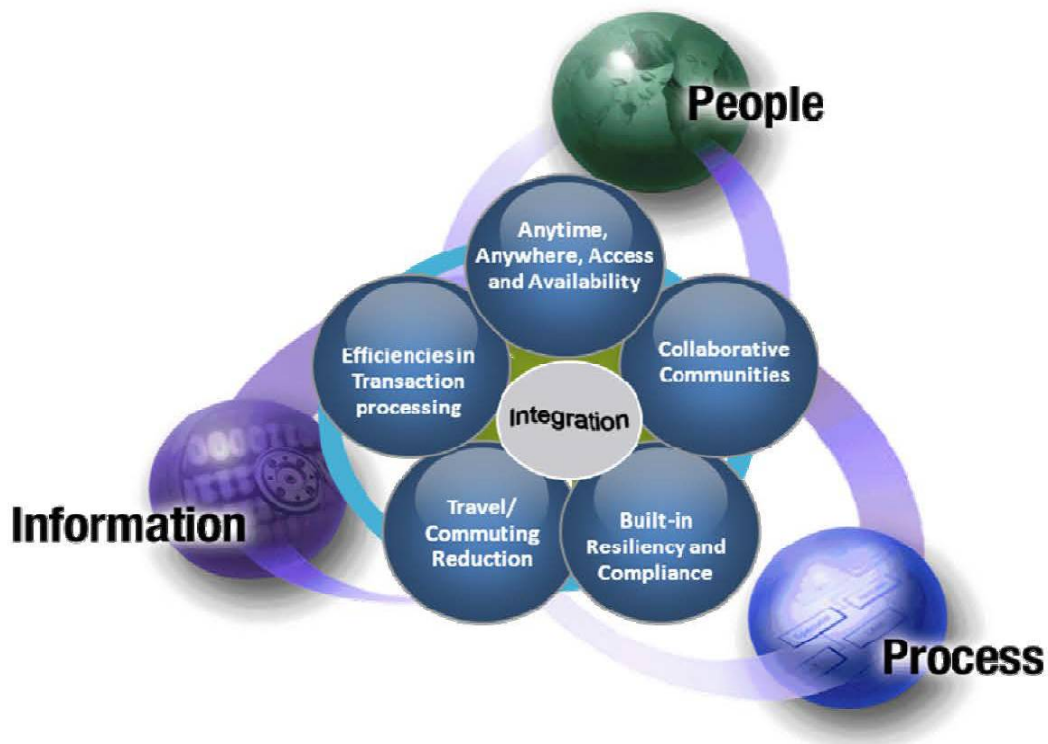 People
Anytime,
Anywhere, Access
and Availability
Efficiencies in
Transaction
processing
Collaborative
Communities
Integration
Information
Travel/
Commuting
Reduction
Built-in
Resiliency and
Compliance
Process